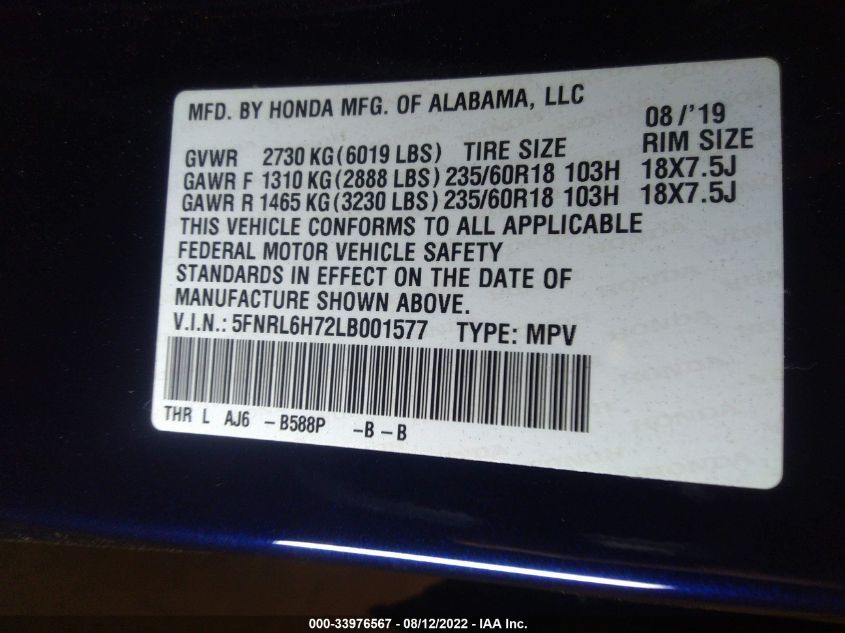 MFD. BY HONDA MFG. OF ALABAMA, LLC
08/'19
GVWR 2730 KG(6019 LBS) TIRE SIZE RIM SIZE
GAWR F 1310 KG(2888 LBS) 235/60R18 103H 18X7.5J
GAWR R 1465 KG(3230 LBS) 235/60R18 103H 18X7.5J
THIS VEHICLE CONFORMS TO ALL APPLICABLE
FEDERAL MOTOR VEHICLE SAFETY
STANDARDS IN EFFECT ON THE DATE OF
MANUFACTURE SHOWN ABOVE.
V.I.N.: 5FNRL6H72LB001577 TYPE: MPV
THR L AJ6 -B588P -B-B
000-33976567 - 08/12/2022 - IAA Inc.